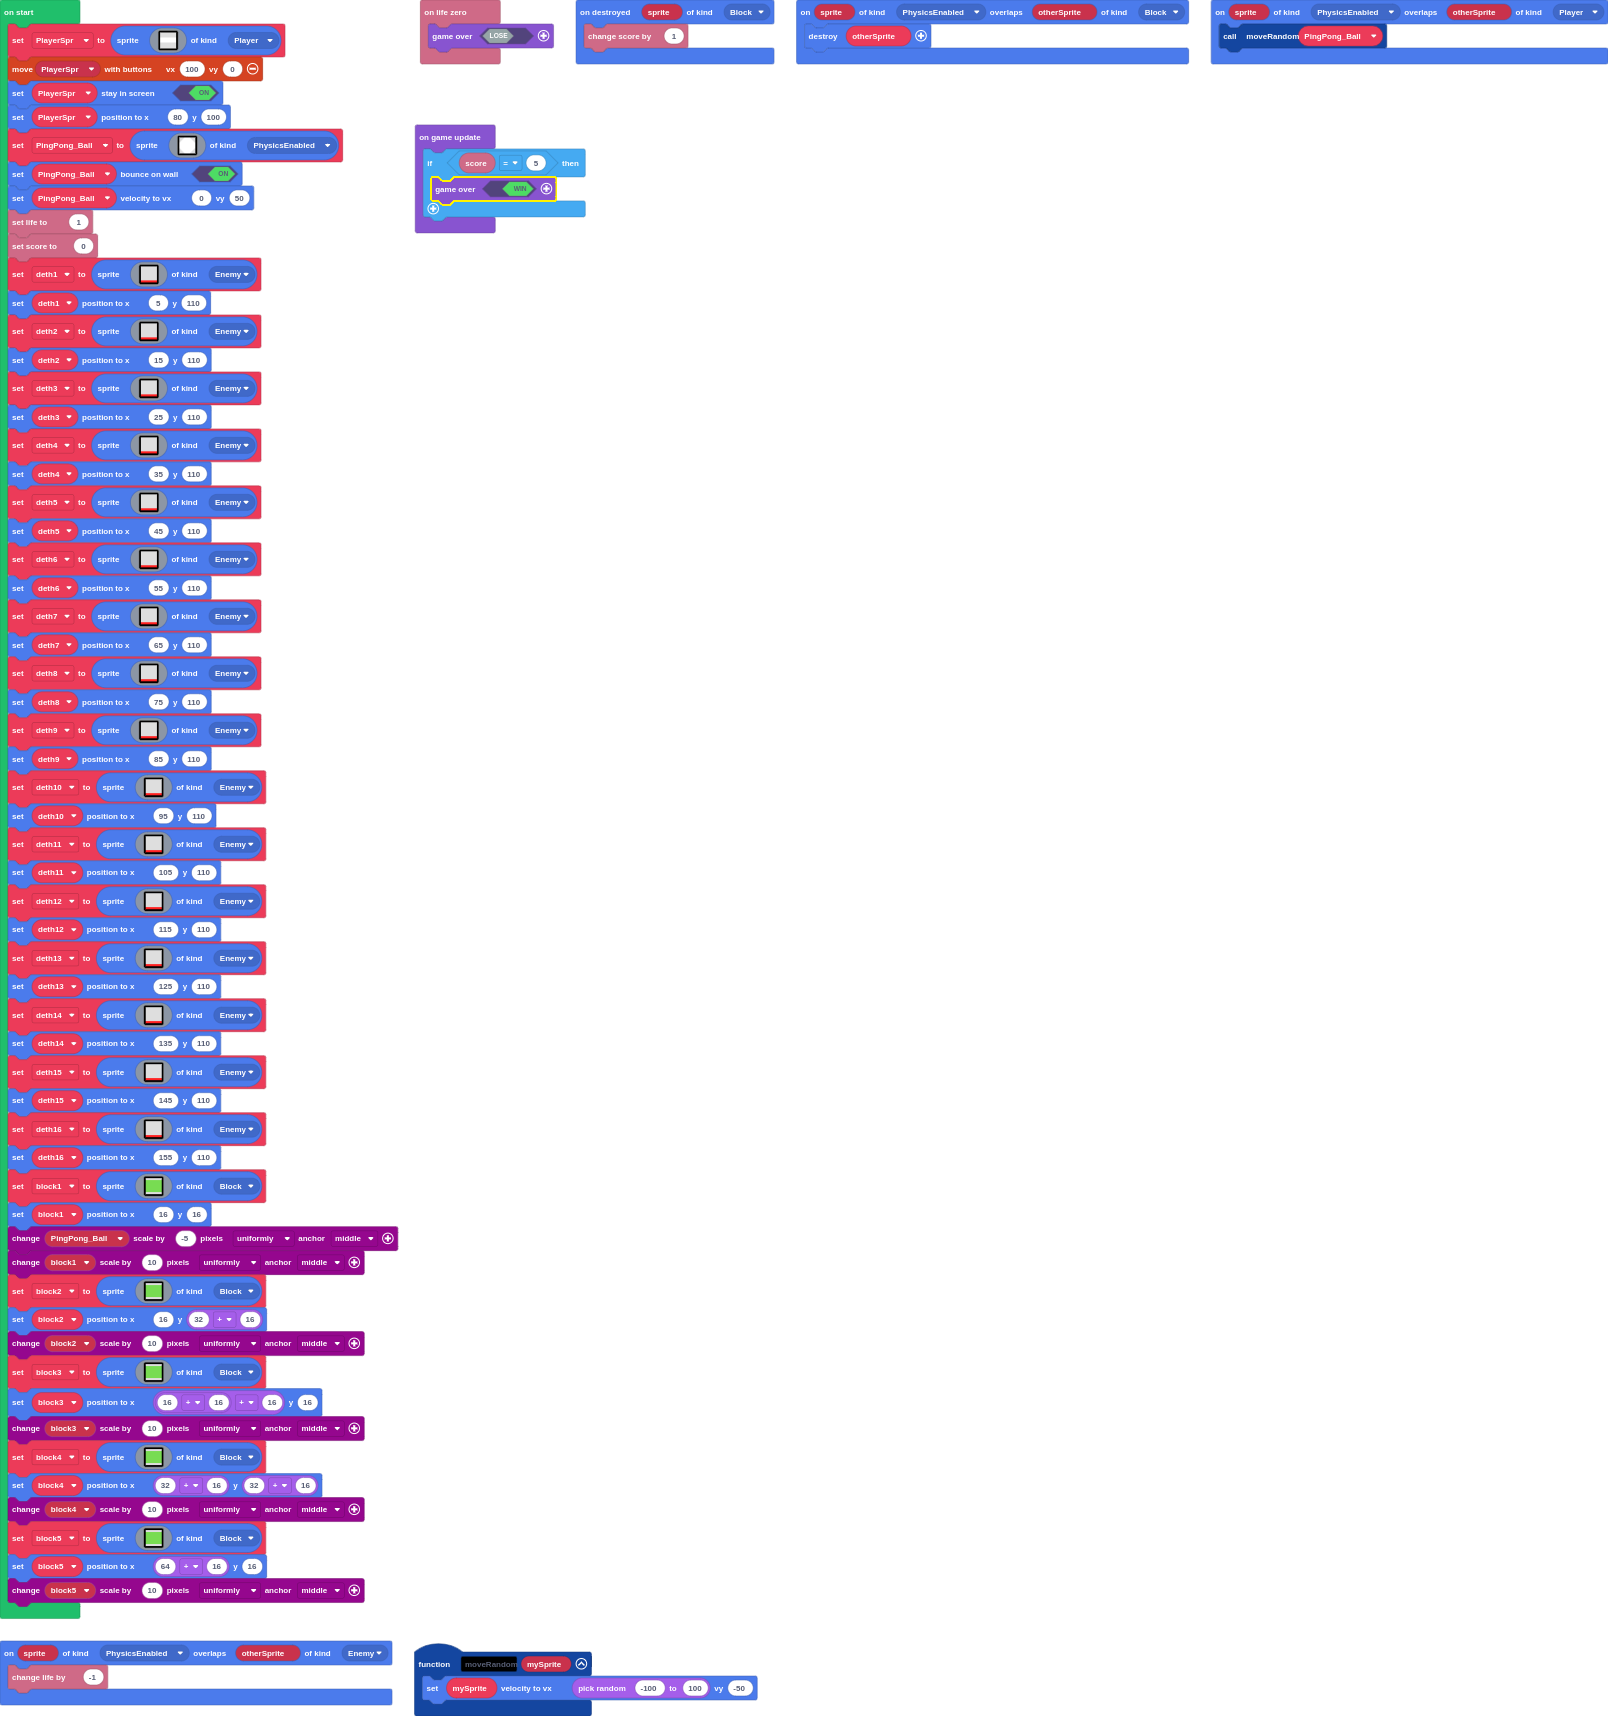 on start
set PlayerSpr to sprite of kind Player
move PlayerSpr with buttons vx 100 vy 0
set PlayerSpr stay in screen ON
set PlayerSpr position to x 80 y 100
set PingPong_Ball to sprite of kind PhysicsEnabled
set PingPong_Ball bounce on wall ON
set PingPong_Ball velocity to vx 0 vy 50
set life to 1
set score to 0
set deth1 to sprite of kind Enemy
set deth1 position to x 5 y 110
set deth2 to sprite of kind Enemy
set deth2 position to x 15 y 110
set deth3 to sprite of kind Enemy
set deth3 position to x 25 y 110
set deth4 to sprite of kind Enemy
set deth4 position to x 35 y 110
set deth5 to sprite of kind Enemy
set deth5 position to x 45 y 110
set deth6 to sprite of kind Enemy
set deth6 position to x 55 y 110
set deth7 to sprite of kind Enemy
set deth7 position to x 65 y 110
set deth8 to sprite of kind Enemy
set deth8 position to x 75 y 110
set deth9 to sprite of kind Enemy
set deth9 position to x 85 y 110
set deth10 to sprite of kind Enemy
set deth10 position to x 95 y 110
set deth11 to sprite of kind Enemy
set deth11 position to x 105 y 110
set deth12 to sprite of kind Enemy
set deth12 position to x 115 y 110
set deth13 to sprite of kind Enemy
set deth13 position to x 125 y 110
set deth14 to sprite of kind Enemy
set deth14 position to x 135 y 110
set deth15 to sprite of kind Enemy
set deth15 position to x 145 y 110
set deth16 to sprite of kind Enemy
set deth16 position to x 155 y 110
set block1 to sprite of kind Block
set block1 position to x 16 y 16
change PingPong_Ball scale by -5 pixels uniformly anchor middle
change block1 scale by 10 pixels uniformly anchor middle
set block2 to sprite of kind Block
set block2 position to x 16 y 32 + 16
change block2 scale by 10 pixels uniformly anchor middle
set block3 to sprite of kind Block
set block3 position to x 16 + 16 + 16 y 16
change block3 scale by 10 pixels uniformly anchor middle
set block4 to sprite of kind Block
set block4 position to x 32 + 16 y 32 + 16
change block4 scale by 10 pixels uniformly anchor middle
set block5 to sprite of kind Block
set block5 position to x 64 + 16 y 16
change block5 scale by 10 pixels uniformly anchor middle
on life zero
game over LOSE
on destroyed sprite of kind Block
change score by 1
on sprite of kind PhysicsEnabled overlaps otherSprite of kind Block
destroy otherSprite
on sprite of kind PhysicsEnabled overlaps otherSprite of kind Player
call moveRandom PingPong_Ball
on game update
if score = 5 then
game over WIN
on sprite of kind PhysicsEnabled overlaps otherSprite of kind Enemy
change life by -1
function moveRandom mySprite
set mySprite velocity to vx pick random -100 to 100 vy -50